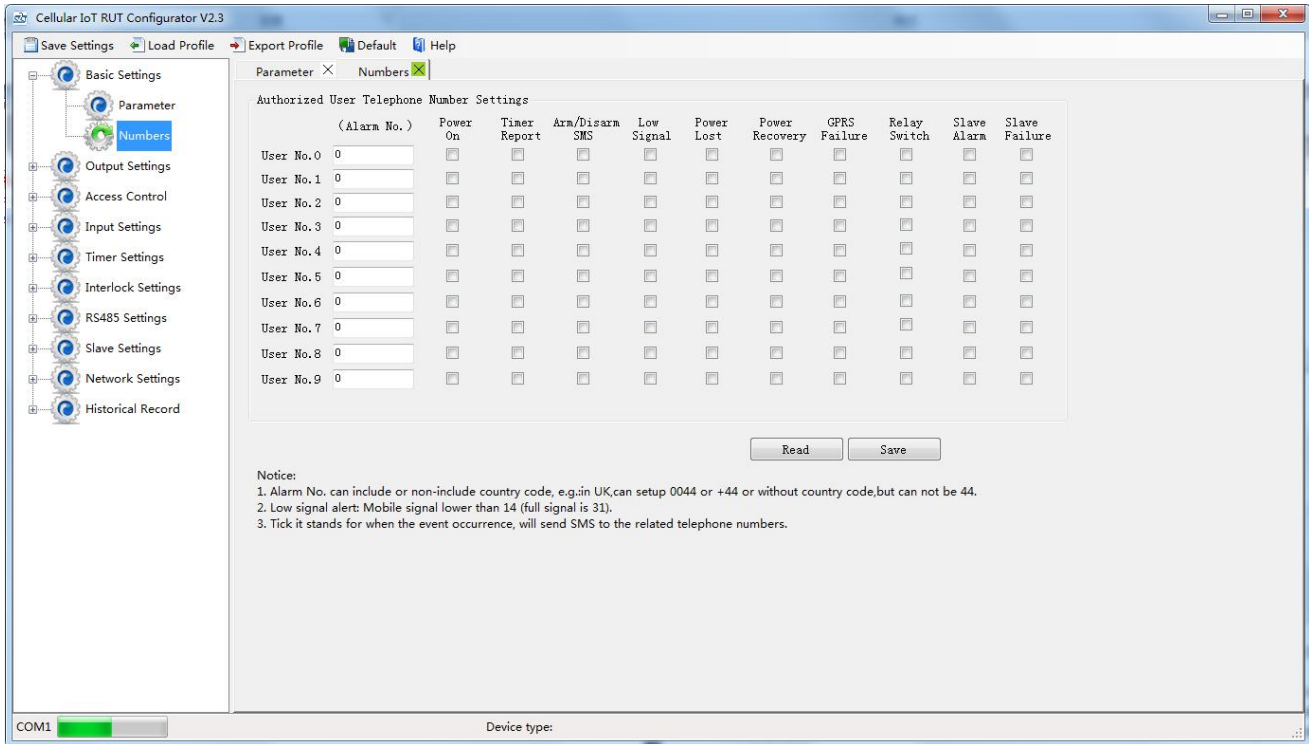 Cellular IoT RUT Configurator V2.3
Save Settings Load Profile Export Profile Default Help
Basic Settings
Parameter
Numbers
Output Settings
Access Control
Input Settings
Timer Settings
Interlock Settings
RS485 Settings
Slave Settings
Network Settings
Historical Record
Parameter Numbers
Authorized User Telephone Number Settings
(Alarm No.) Power On Timer Report Arm/Disarm SMS Low Signal Power Lost Power Recovery GPRS Failure Relay Switch Slave Alarm Slave Failure
User No.0 0
User No.1 0
User No.2 0
User No.3 0
User No.4 0
User No.5 0
User No.6 0
User No.7 0
User No.8 0
User No.9 0
Read Save
Notice:
1. Alarm No. can include or non-include country code, e.g.:in UK,can setup 0044 or +44 or without country code,but can not be 44.
2. Low signal alert: Mobile signal lower than 14 (full signal is 31).
3. Tick it stands for when the event occurrence, will send SMS to the related telephone numbers.
COM1 Device type: